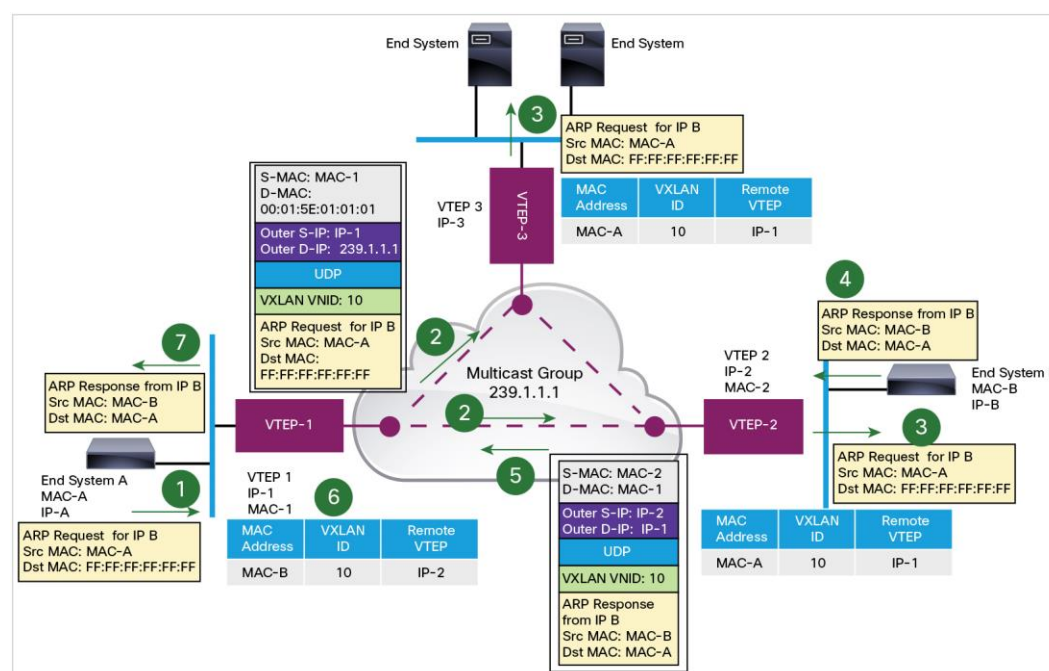 End System
End System
3
ARP Request for IP B
Src MAC: MAC-A
Dst MAC: FF:FF:FF:FF:FF:FF
S-MAC: MAC-1
D-MAC:
00:01:5E:01:01:01
Outer S-IP: IP-1
Outer D-IP: 239.1.1.1
UDP
VXLAN VNID: 10
ARP Request for IP B
Src MAC: MAC-A
Dst MAC:
FF:FF:FF:FF:FF:FF
VTEP 3
IP-3
VTEP-3
MAC Address VXLAN ID Remote VTEP
MAC-A 10 IP-1
4
ARP Response from IP B
Src MAC: MAC-B
Dst MAC: MAC-A
2
Multicast Group
239.1.1.1
2
7
ARP Response from IP B
Src MAC: MAC-B
Dst MAC: MAC-A
VTEP-1
VTEP 2
IP-2
MAC-2
VTEP-2
End System
MAC-B
IP-B
3
ARP Request for IP B
Src MAC: MAC-A
Dst MAC: FF:FF:FF:FF:FF:FF
5
End System A
MAC-A
IP-A
1
ARP Request for IP B
Src MAC: MAC-A
Dst MAC: FF:FF:FF:FF:FF:FF
VTEP 1
IP-1
MAC-1
6
MAC Address VXLAN ID Remote VTEP
MAC-B 10 IP-2
S-MAC: MAC-2
D-MAC: MAC-1
Outer S-IP: IP-2
Outer D-IP: IP-1
UDP
VXLAN VNID: 10
ARP Response
from IP B
Src MAC: MAC-B
Dst MAC: MAC-A
MAC Address VXLAN ID Remote VTEP
MAC-A 10 IP-1